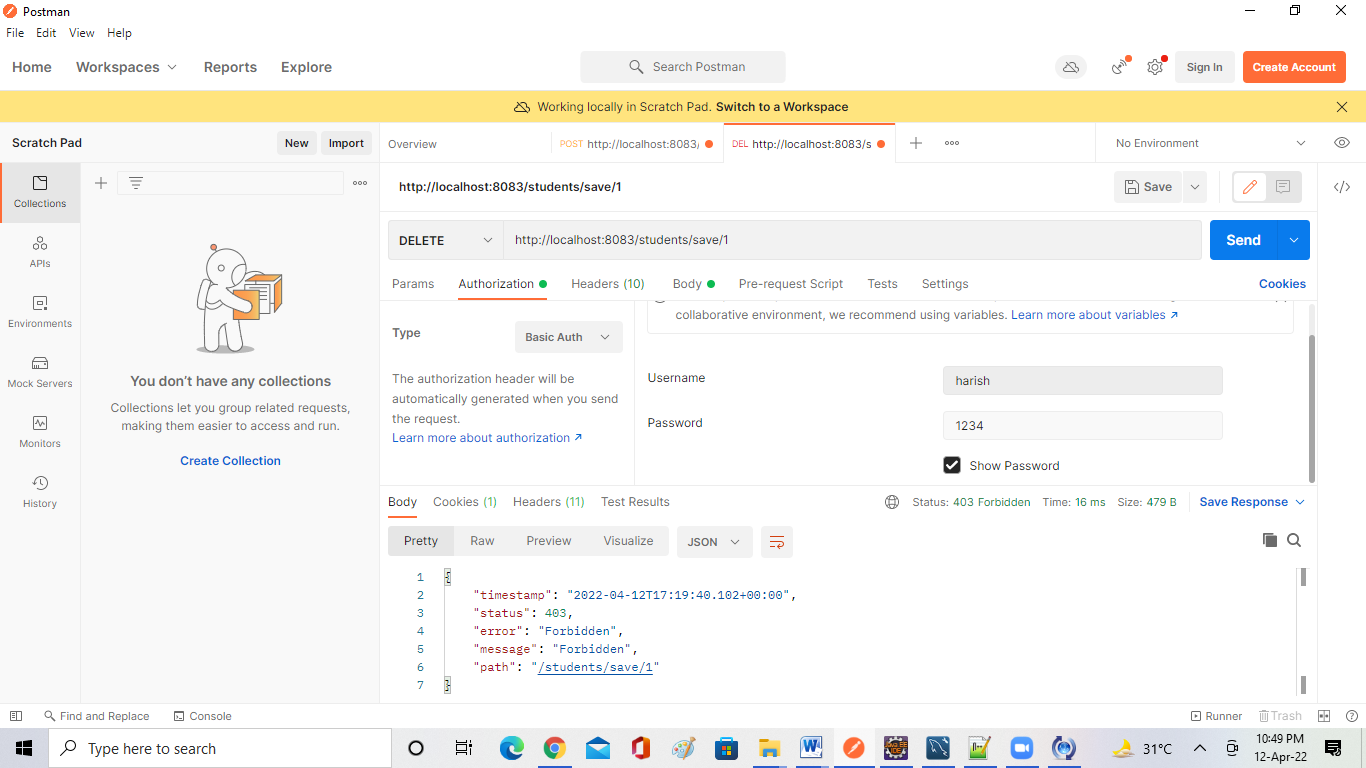 Postman
File Edit View Help
Home Workspaces Reports Explore Search Postman Sign In Create Account
Working locally in Scratch Pad. Switch to a Workspace
Scratch Pad New Import Overview POST http://localhost:8083/ DEL http://localhost:8083/s No Environment
http://localhost:8083/students/save/1 Save
Collections
DELETE http://localhost:8083/students/save/1 Send
APIs
Params Authorization Headers (10) Body Pre-request Script Tests Settings Cookies
collaborative environment, we recommend using variables. Learn more about variables
Environments
Type Basic Auth
Mock Servers
You don't have any collections
Collections let you group related requests,
making them easier to access and run.
Create Collection
The authorization header will be
automatically generated when you send
the request.
Learn more about authorization
Username harish
Password 1234
Show Password
Monitors
History
Body Cookies (1) Headers (11) Test Results Status: 403 Forbidden Time: 16 ms Size: 479 B Save Response
Pretty Raw Preview Visualize JSON
1 {
2 "timestamp": "2022-04-12T17:19:40.102+00:00",
3 "status": 403,
4 "error": "Forbidden",
5 "message": "Forbidden",
6 "path": "/students/save/1"
7 }
Find and Replace Console Runner Trash
Type here to search 31°C 10:49 PM
12-Apr-22